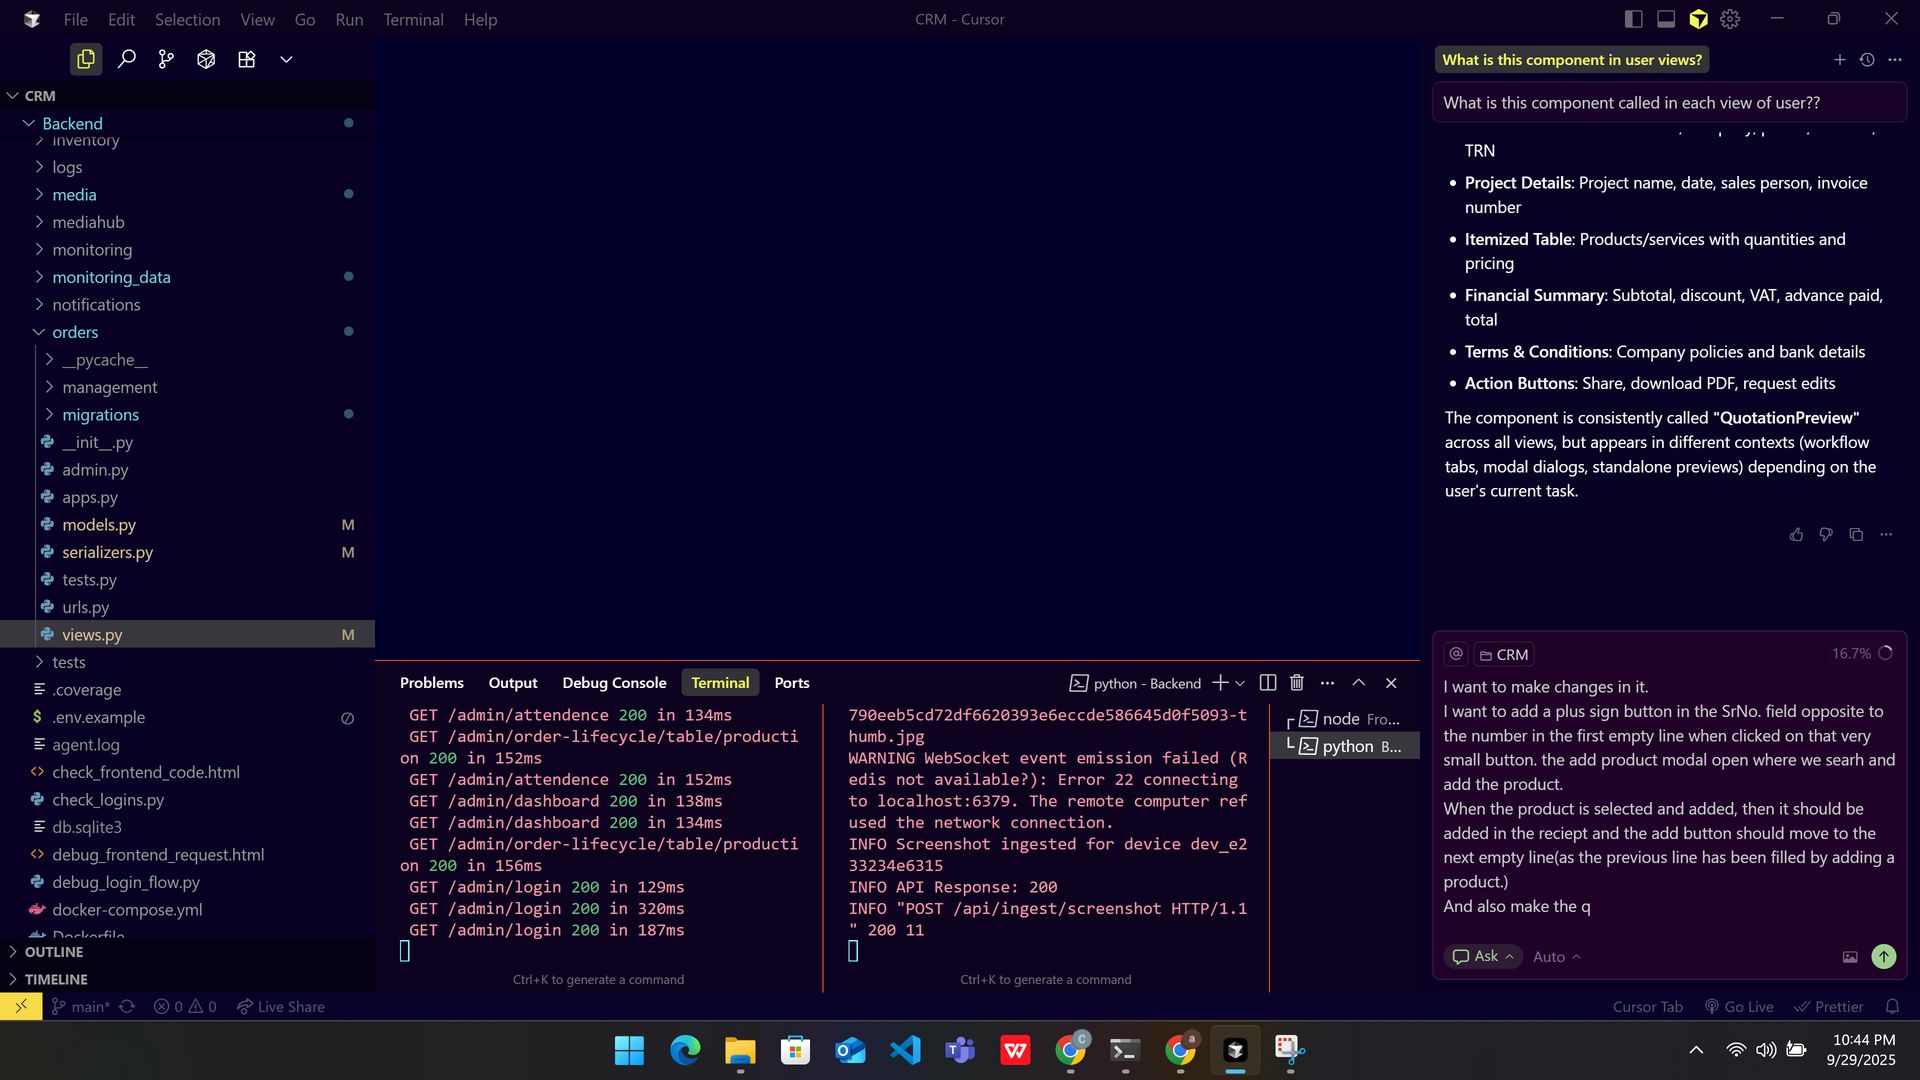 File Edit Selection View Go Run Terminal Help
CRM - Cursor
CRM
Backend
inventory
logs
media
mediahub
monitoring
monitoring_data
notifications
orders
__pycache__
management
migrations
__init__.py
admin.py
apps.py
models.py M
serializers.py M
tests.py
urls.py
views.py M
tests
.coverage
.env.example
agent.log
check_frontend_code.html
check_logins.py
db.sqlite3
debug_frontend_request.html
debug_login_flow.py
docker-compose.yml
Dockerfile
OUTLINE
TIMELINE
Problems Output Debug Console Terminal Ports
python - Backend
GET /admin/attendence 200 in 134ms
GET /admin/order-lifecycle/table/producti
on 200 in 152ms
GET /admin/attendence 200 in 152ms
GET /admin/dashboard 200 in 138ms
GET /admin/dashboard 200 in 134ms
GET /admin/order-lifecycle/table/producti
on 200 in 156ms
GET /admin/login 200 in 129ms
GET /admin/login 200 in 320ms
GET /admin/login 200 in 187ms
Ctrl+K to generate a command
790eeb5cd72df6620393e6eccde586645d0f5093-t
humb.jpg
WARNING WebSocket event emission failed (R
edis not available?): Error 22 connecting
to localhost:6379. The remote computer ref
used the network connection.
INFO Screenshot ingested for device dev_e2
33234e6315
INFO API Response: 200
INFO "POST /api/ingest/screenshot HTTP/1.1
" 200 11
Ctrl+K to generate a command
node Fro...
python B...
What is this component in user views?
What is this component called in each view of user??
TRN
• Project Details: Project name, date, sales person, invoice
number
• Itemized Table: Products/services with quantities and
pricing
• Financial Summary: Subtotal, discount, VAT, advance paid,
total
• Terms & Conditions: Company policies and bank details
• Action Buttons: Share, download PDF, request edits
The component is consistently called "QuotationPreview"
across all views, but appears in different contexts (workflow
tabs, modal dialogs, standalone previews) depending on the
user's current task.
@ CRM 16.7%
I want to make changes in it.
I want to add a plus sign button in the SrNo. field opposite to
the number in the first empty line when clicked on that very
small button. the add product modal open where we searh and
add the product.
When the product is selected and added, then it should be
added in the reciept and the add button should move to the
next empty line(as the previous line has been filled by adding a
product.)
And also make the q
Ask Auto
main* 0 0 Live Share
Cursor Tab Go Live Prettier
10:44 PM
9/29/2025